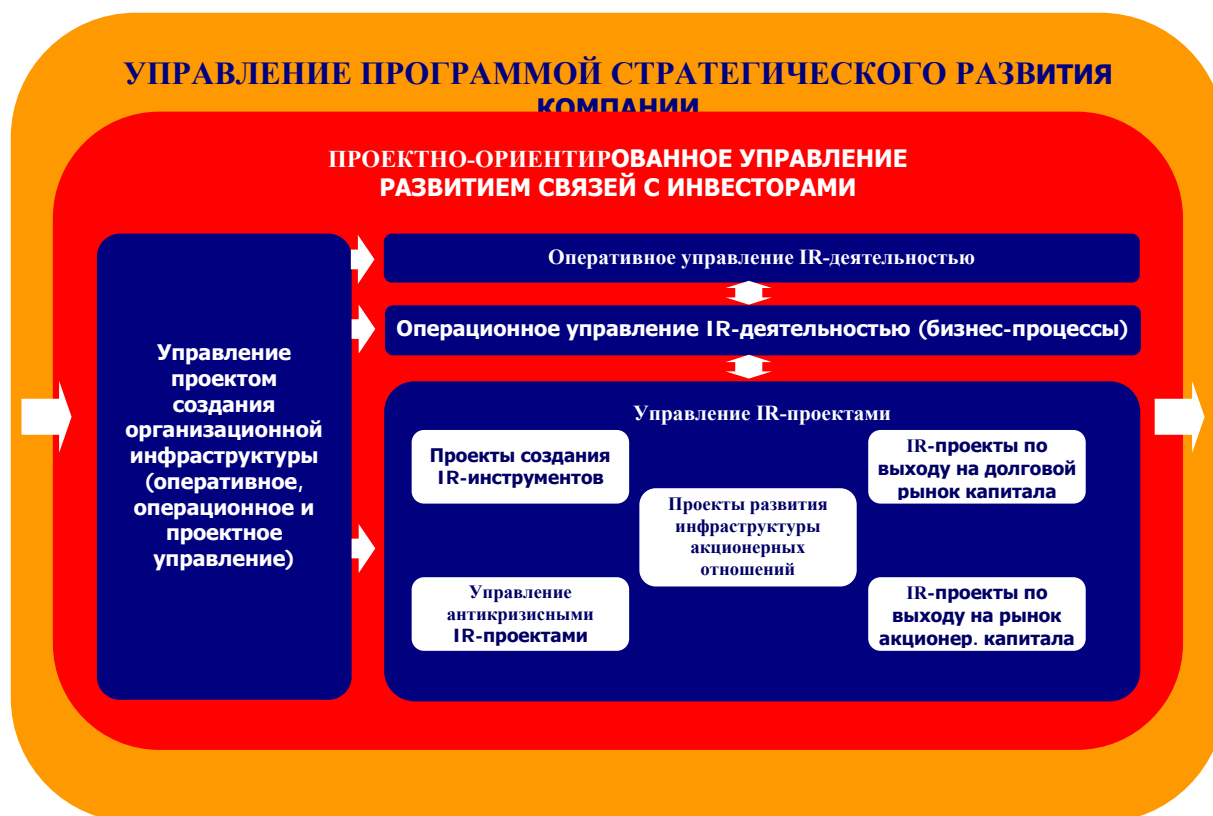 УПРАВЛЕНИЕ ПРОГРАММОЙ СТРАТЕГИЧЕСКОГО РАЗВИТИЯ
КОМПАНИИ
ПРОЕКТНО-ОРИЕНТИРОВАННОЕ УПРАВЛЕНИЕ
РАЗВИТИЕМ СВЯЗЕЙ С ИНВЕСТОРАМИ
Управление
проектом
создания
организационной
инфраструктуры
(оперативное,
операционное и
проектное
управление)
Оперативное управление IR-деятельностью
Операционное управление IR-деятельностью (бизнес-процессы)
Управление IR-проектами
Проекты создания
IR-инструментов
Управление
антикризисными
IR-проектами
Проекты развития
инфраструктуры
акционерных
отношений
IR-проекты по
выходу на долговой
рынок капитала
IR-проекты по
выходу на рынок
акционер. капитала